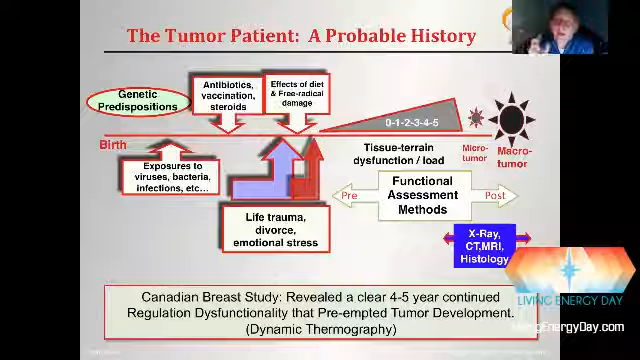 The Tumor Patient: A Probable History
Genetic
Predispositions
Antibiotics,
vaccination,
steroids
Effects of diet
& Free-radical
damage
0-1-2-3-4-5
Birth
Exposures to
viruses, bacteria,
infections, etc...
Tissue-terrain
dysfunction / load
Micro-
tumor
Macro-
tumor
Life trauma,
divorce,
emotional stress
Pre
Functional
Assessment
Methods
Post
X-Ray,
CT,MRI,
Histology
Canadian Breast Study: Revealed a clear 4-5 year continued
Regulation Dysfunctionality that Pre-empted Tumor Development.
(Dynamic Thermography)
LIVING ENERGY DAY
LivingEnergyDay.com